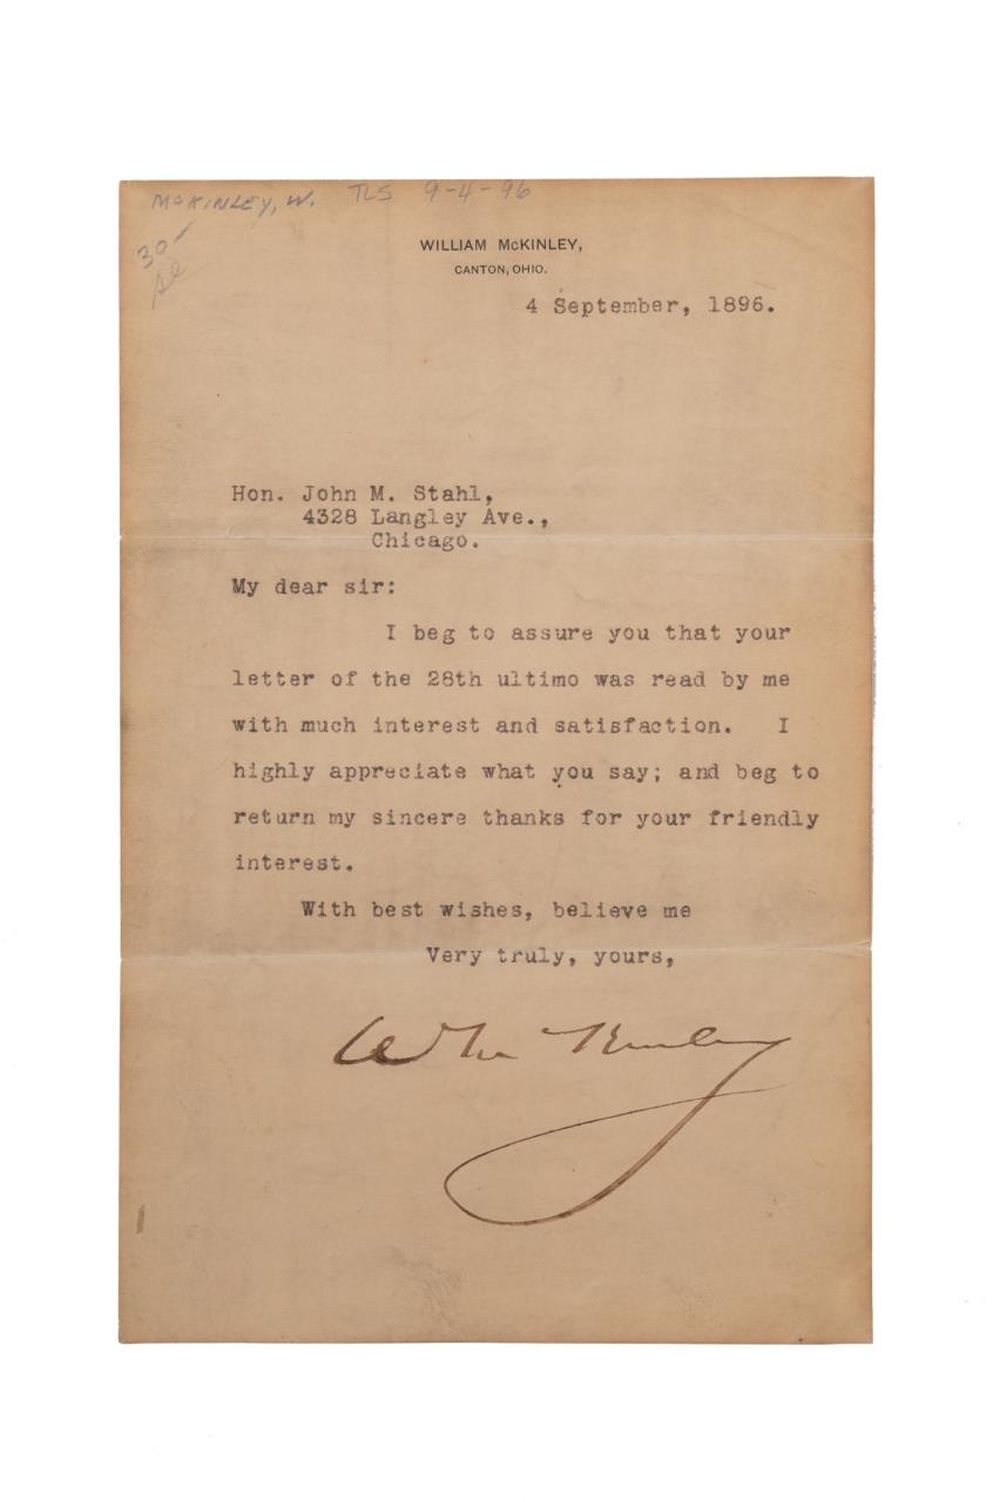 McKINLEY, W. TLS 9-4-96
30
WILLIAM McKINLEY,
CANTON, OHIO.
4 September, 1896.
Hon. John M. Stahl,
4328 Langley Ave.,
Chicago.
My dear sir:
I beg to assure you that your
letter of the 28th ultimo was read by me
with much interest and satisfaction. I
highly appreciate what you say; and beg to
return my sincere thanks for your friendly
interest.
With best wishes, believe me
Very truly, yours,
Wm McKinley